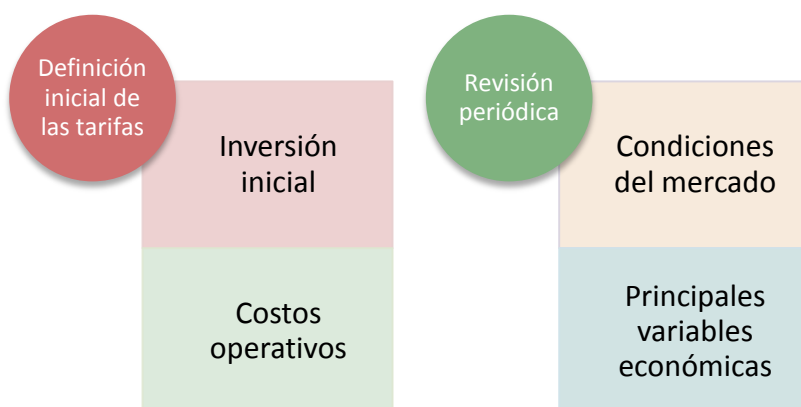 Definición
inicial de
las tarifas
Inversión
inicial
Costos
operativos
Revisión
periódica
Condiciones
del mercado
Principales
variables
económicas